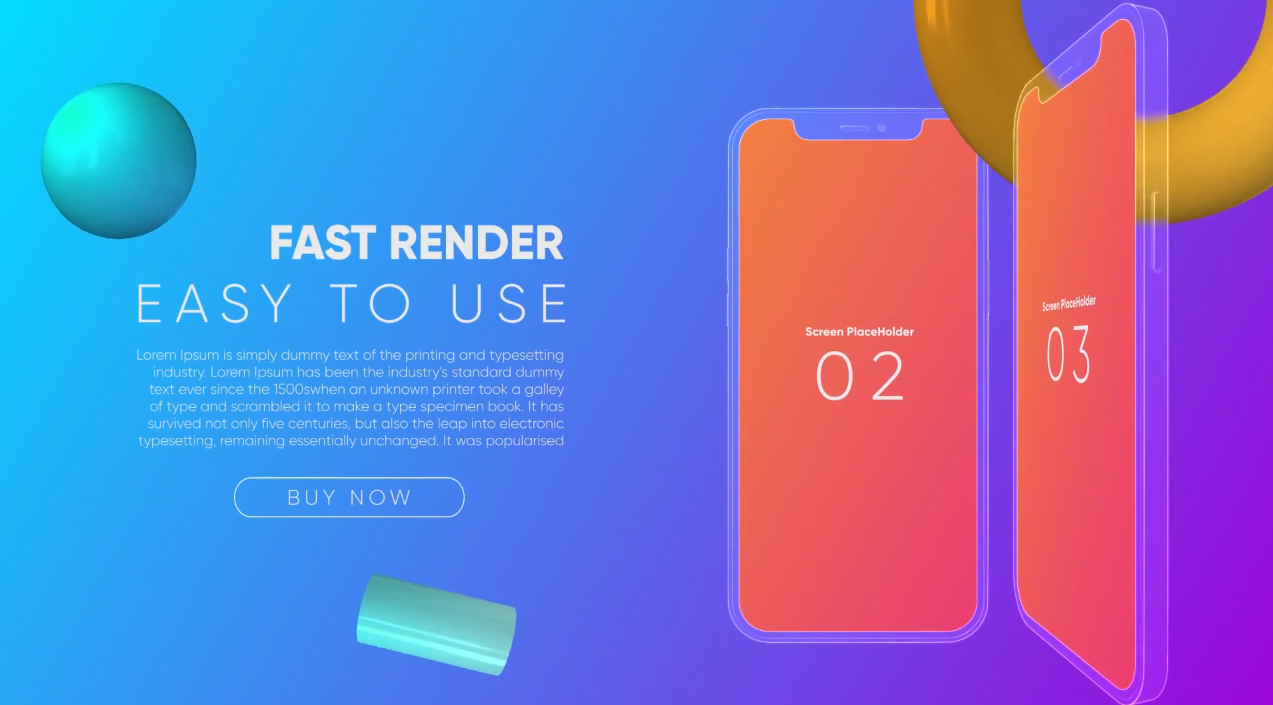 FAST RENDER
EASY TO USE
Lorem Ipsum is simply dummy text of the printing and typesetting
industry. Lorem Ipsum has been the industry's standard dummy
text ever since the 1500swhen an unknown printer took a galley
of type and scrambled it to make a type specimen book. It has
survived not only five centuries, but also the leap into electronic
typesetting, remaining essentially unchanged. It was popularised
BUY NOW
Screen PlaceHolder
02
Screen PlaceHolder
03